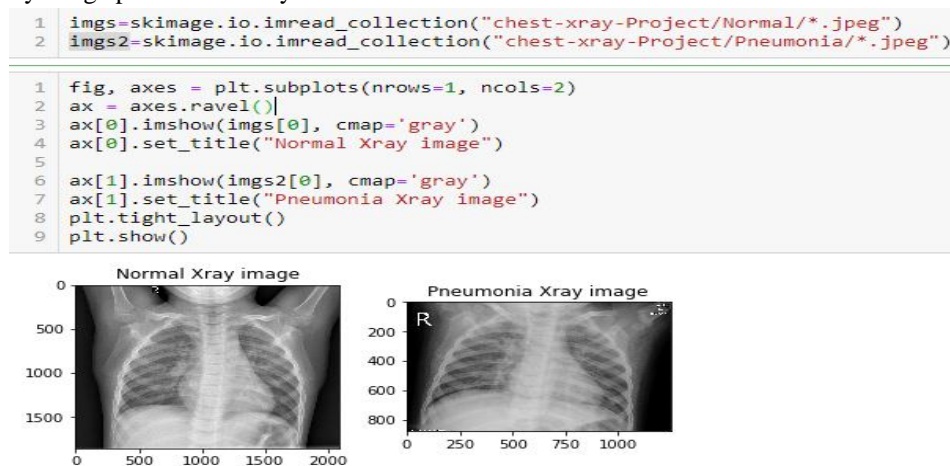 1 imgs=skimage.io.imread_collection("chest-xray-Project/Normal/*.jpeg")
2 imgs2=skimage.io.imread_collection("chest-xray-Project/Pneumonia/*.jpeg")
1 fig, axes = plt.subplots(nrows=1, ncols=2)
2 ax = axes.ravel()
3 ax[0].imshow(imgs[0], cmap='gray')
4 ax[0].set_title("Normal Xray image")
5
6 ax[1].imshow(imgs2[0], cmap='gray')
7 ax[1].set_title("Pneumonia Xray image")
8 plt.tight_layout()
9 plt.show()
Normal Xray image
0
500
1000
1500
0 500 1000 1500 2000
Pneumonia Xray image
R
0
200
400
600
800
0 250 500 750 1000